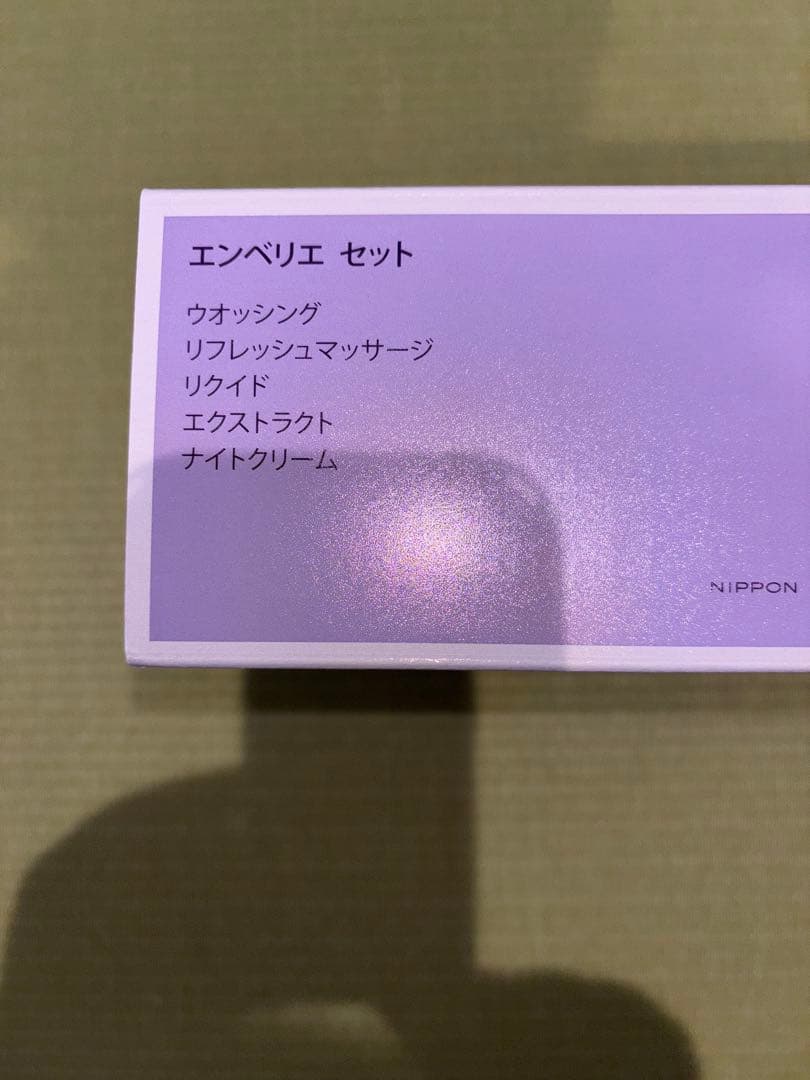 エンベリエ セット
ウオッシング
リフレッシュマッサージ
リクイド
エクストラクト
ナイトクリーム
NIPPON